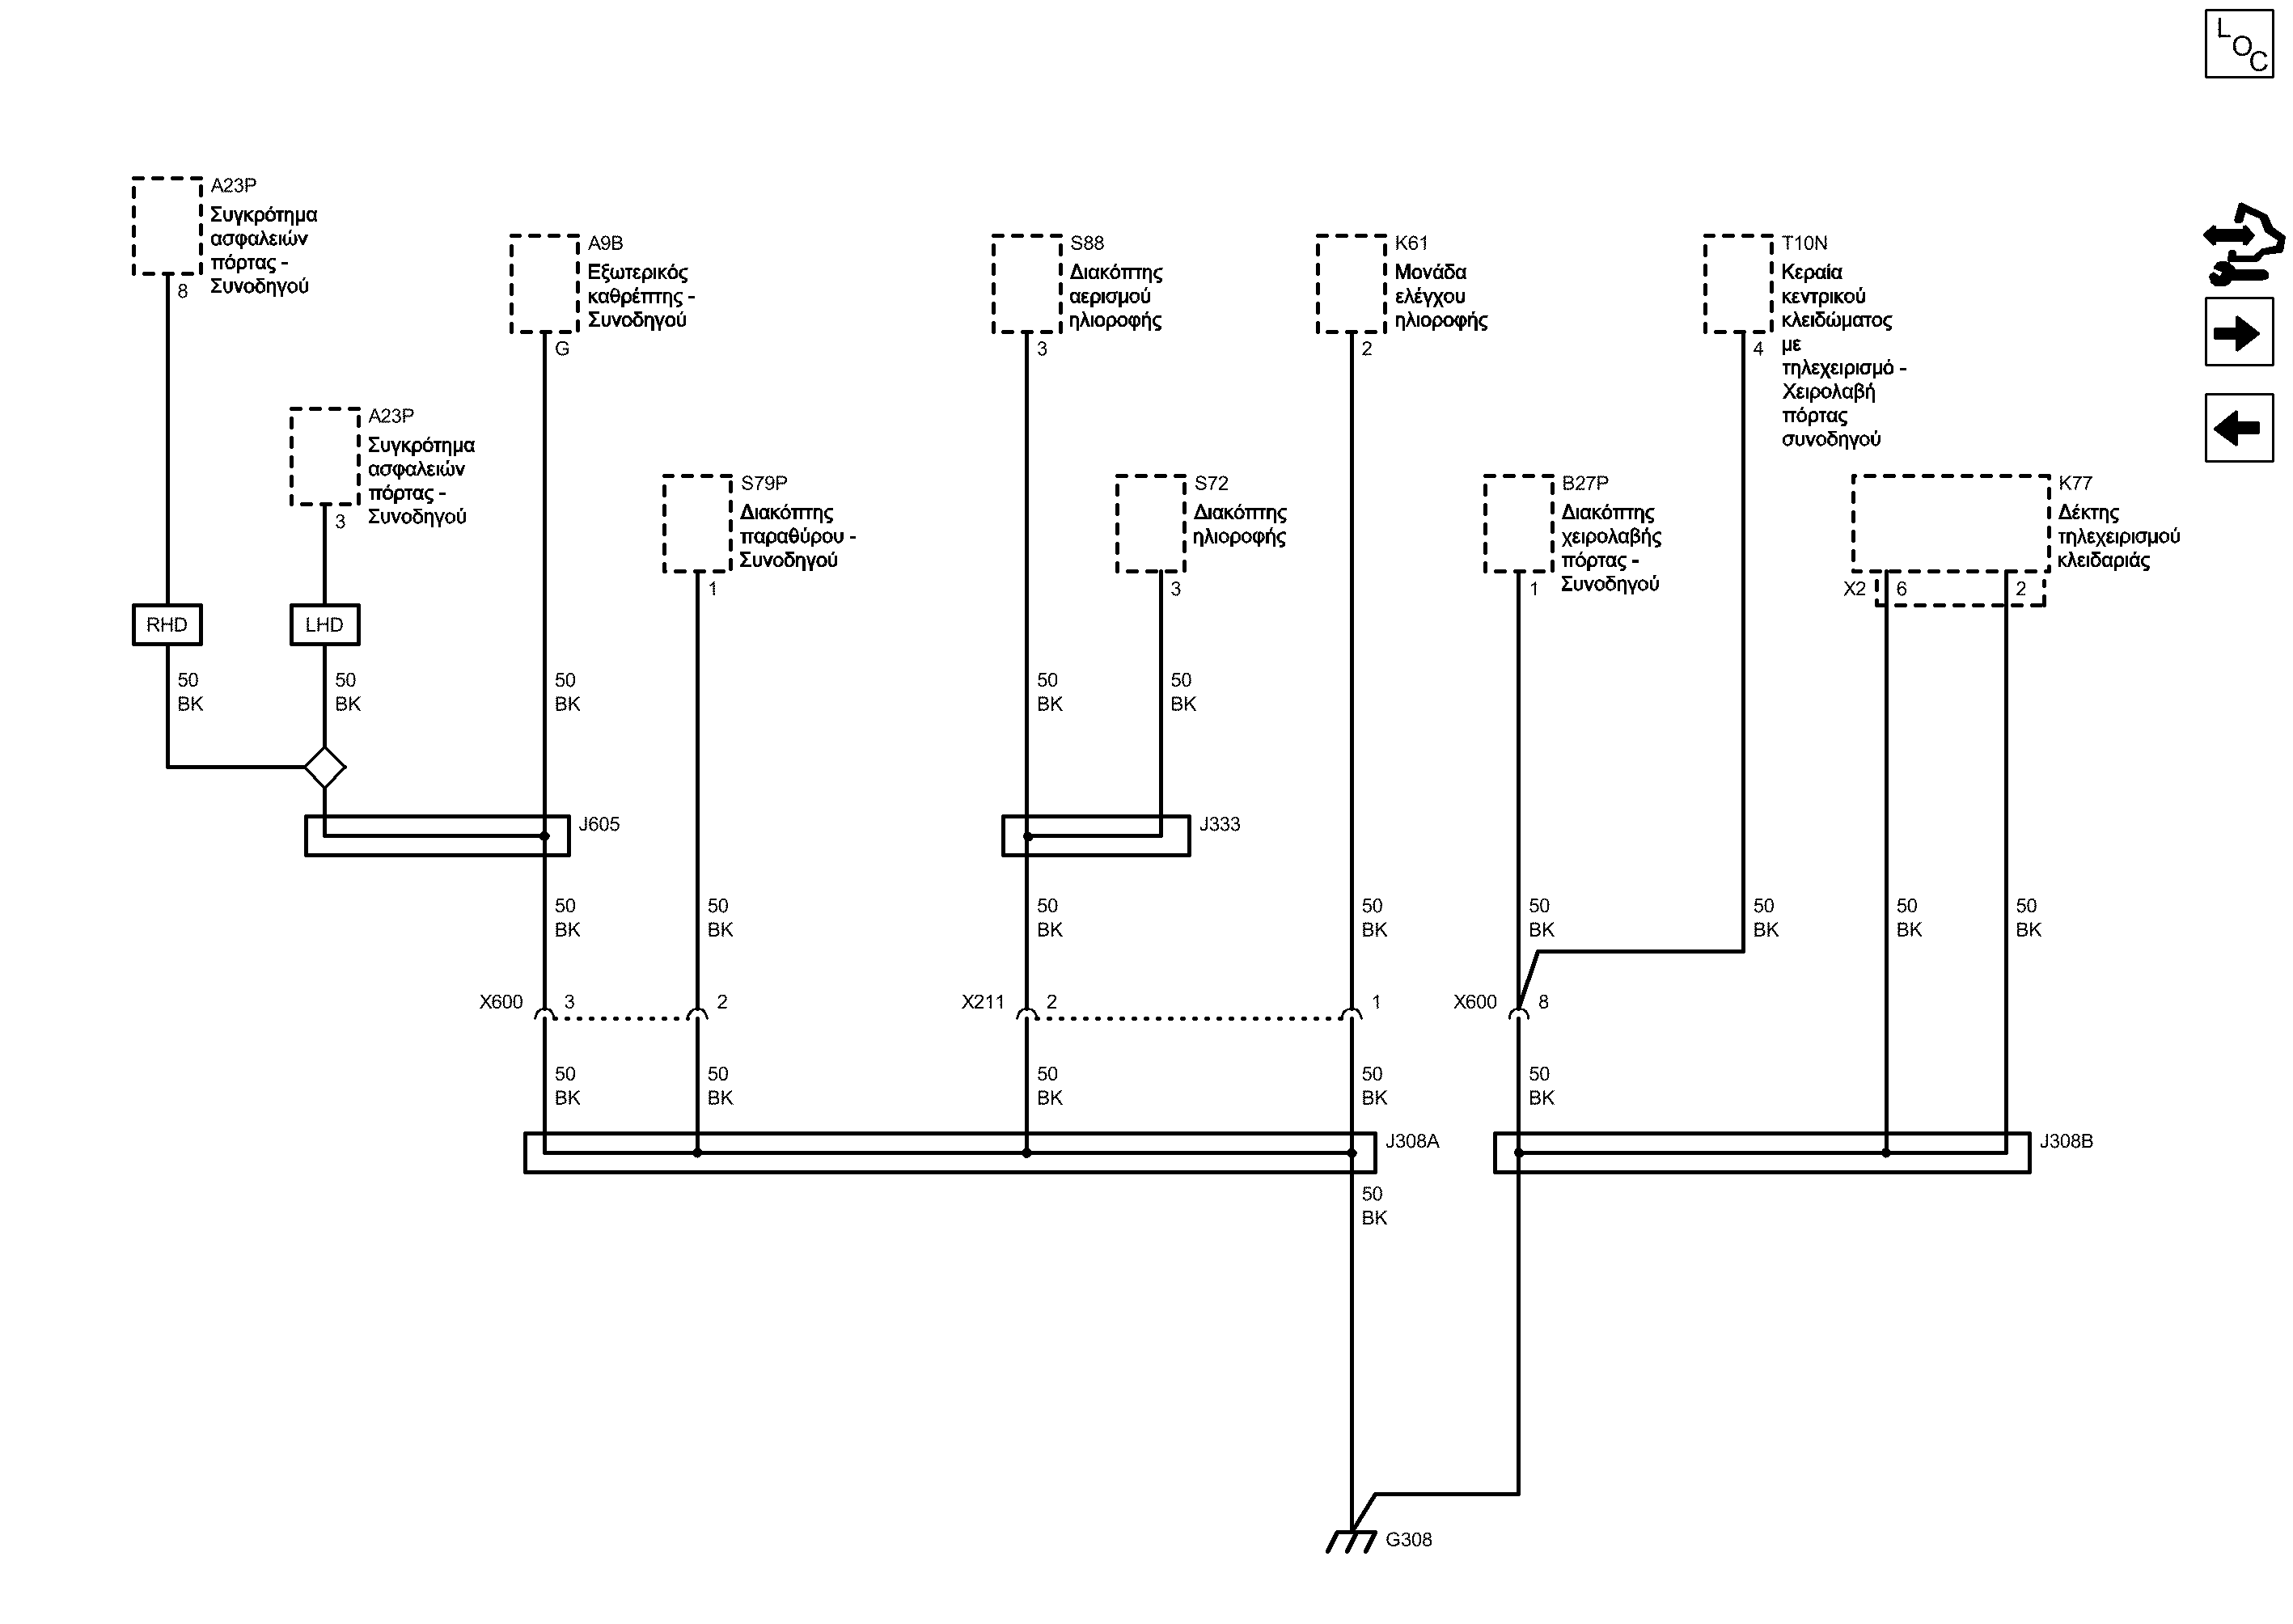 LOC
A23P
Συγκρότημα
ασφαλειών
πόρτας -
Συνοδηγού
8
A9B
Εξωτερικός
καθρέπτης -
Συνοδηγού
G
S88
Διακόπτης
αερισμού
ηλιοροφής
3
K61
Μονάδα
ελέγχου
ηλιοροφής
2
T10N
Κεραία
κεντρικού
κλειδώματος
με
τηλεχειρισμό -
Χειρολαβή
πόρτας
συνοδηγού
4
A23P
Συγκρότημα
ασφαλειών
πόρτας -
Συνοδηγού
3
S79P
Διακόπτης
παραθύρου -
Συνοδηγού
1
S72
Διακόπτης
ηλιοροφής
3
B27P
Διακόπτης
χειρολαβής
πόρτας -
Συνοδηγού
1
K77
Δέκτης
τηλεχειρισμού
κλειδαριάς
X2 6 2
RHD
LHD
50
BK
50
BK
50
BK
50
BK
50
BK
J605
J333
50
BK
50
BK
50
BK
50
BK
50
BK
50
BK
50
BK
50
BK
X600 3 2
X211 2 1
X600 8
50
BK
50
BK
50
BK
50
BK
50
BK
J308A
J308B
50
BK
G308